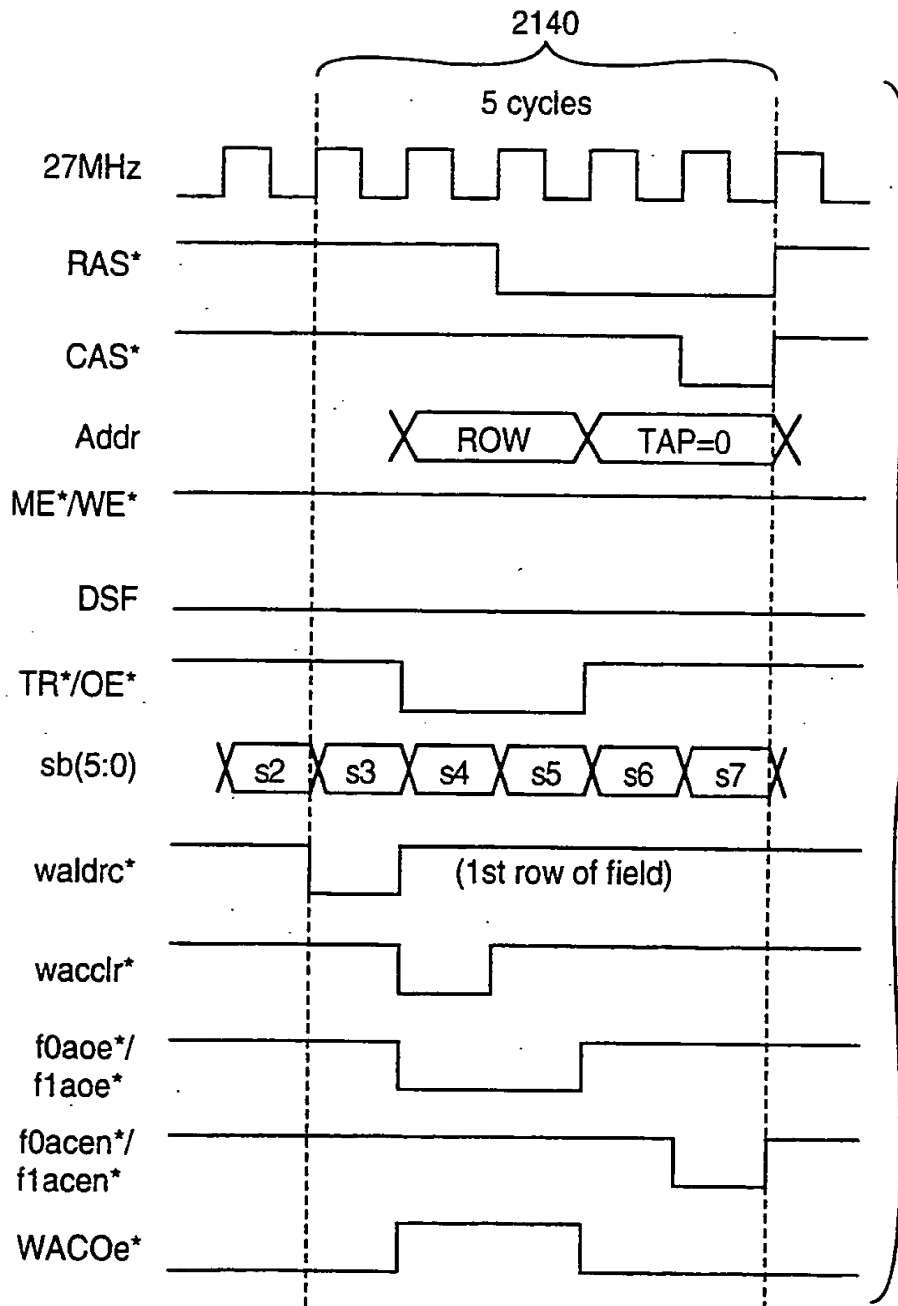 2140
5 cycles
27MHz
RAS*
CAS*
Addr
ROW
TAP=0
ME*/WE*
DSF
TR*/OE*
sb(5:0)
s2
s3
s4
s5
s6
s7
waldrc*
(1st row of field)
wacclr*
f0aoe*/
f1aoe*
f0acen*/
f1acen*
WACOe*